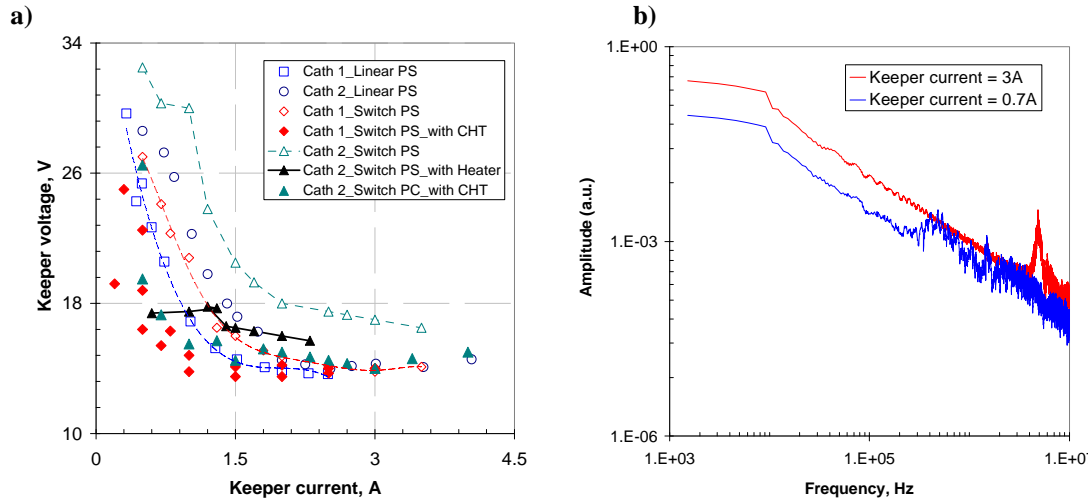 a)
34
26
18
10
Keeper voltage, V
0
1.5
3
4.5
Keeper current, A
Cath 1_Linear PS
Cath 2_Linear PS
Cath 1_Switch PS
Cath 1_Switch PS_with CHT
Cath 2_Switch PS
Cath 2_Switch PS_with Heater
Cath 2_Switch PC_with CHT
b)
1.E+00
1.E-03
1.E-06
Amplitude (a.u.)
1.E+03
1.E+05
1.E+07
Frequency, Hz
Keeper current = 3A
Keeper current = 0.7A